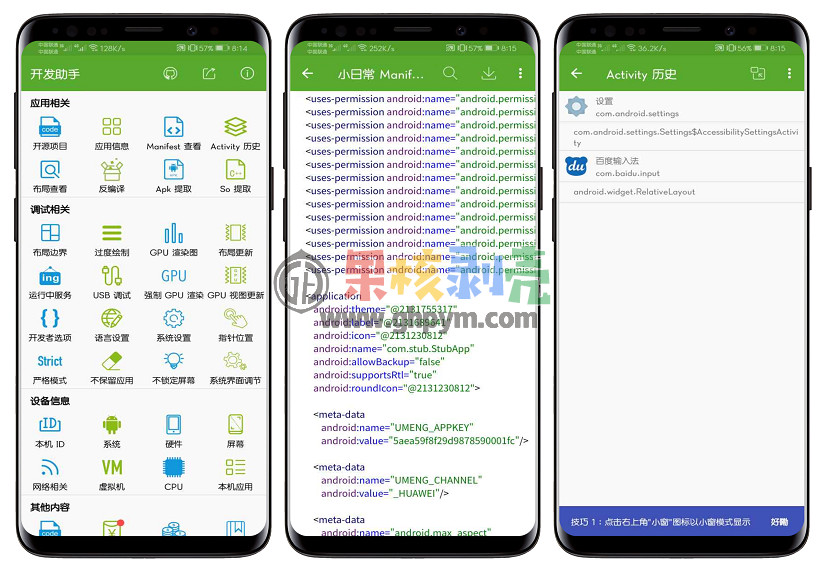 中国联通
中国联通
128K/s
57%
8:14
开发助手
应用相关
code
开源项目
应用信息
Manifest 查看
Activity 历史
布局查看
反编译
Apk 提取
C++
So 提取
调试相关
布局边界
过度绘制
GPU 渲染图
布局更新
ing
运行中服务
USB 调试
GPU
强制 GPU 渲染
GPU 视图更新
{ }
开发者选项
语言设置
系统设置
指针位置
Strict
严格模式
不保留应用
不锁定屏幕
系统界面调节
设备信息
ID
本机 ID
系统
硬件
屏幕
网络相关
VM
虚拟机
CPU
本机应用
其他内容
code
中国联通
中国联通
252K/s
57%
8:15
小日常 Manif...
<uses-permission android:name="android.permissi
<uses-permission android:name="android.permissi
<uses-permission android:name="android.permissi
<uses-permission android:name="android.permissi
<uses-permission android:name="android.permissi
<uses-permission android:name="android.permissi
<uses-permission android:name="android.permissi
<uses-permission android:name="android.permissi
<uses-permission android:name="android.permissi
<uses-permission android:name="android.permissi
<uses-permission android:name="android.permissi
<uses-permission android:name="android.permissi
<uses-permission android:name="android.permissi
<uses-permission android:name="android.permissi
<application
android:theme="@2131755317"
android:label="@2131689641"
android:icon="@2131230812"
android:name="com.stub.StubApp"
android:allowBackup="false"
android:supportsRtl="true"
android:roundIcon="@2131230812">
<meta-data
android:name="UMENG_APPKEY"
android:value="5aea59f8f29d9878590001fc"/>
<meta-data
android:name="UMENG_CHANNEL"
android:value="_HUAWEI"/>
<meta-data
android:name="android.max_aspect"
中国联通
中国联通
36.2K/s
56%
8:15
Activity 历史
设置
com.android.settings
com.android.settings.Settings$AccessibilitySettingsActivi
ty
du
百度输入法
com.baidu.input
android.widget.RelativeLayout
技巧 1：点击右上角"小窗"图标以小窗模式显示
好嘞
果核剥壳
www.ghpym.com